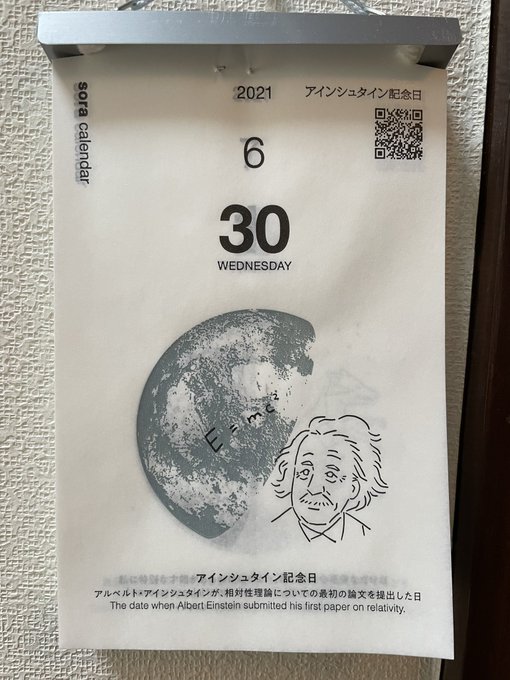 sora calendar
2021
アインシュタイン記念日
6
30
WEDNESDAY
E = mc²
アインシュタイン記念日
アルベルト・アインシュタインが、相対性理論についての最初の論文を提出した日
The date when Albert Einstein submitted his first paper on relativity.